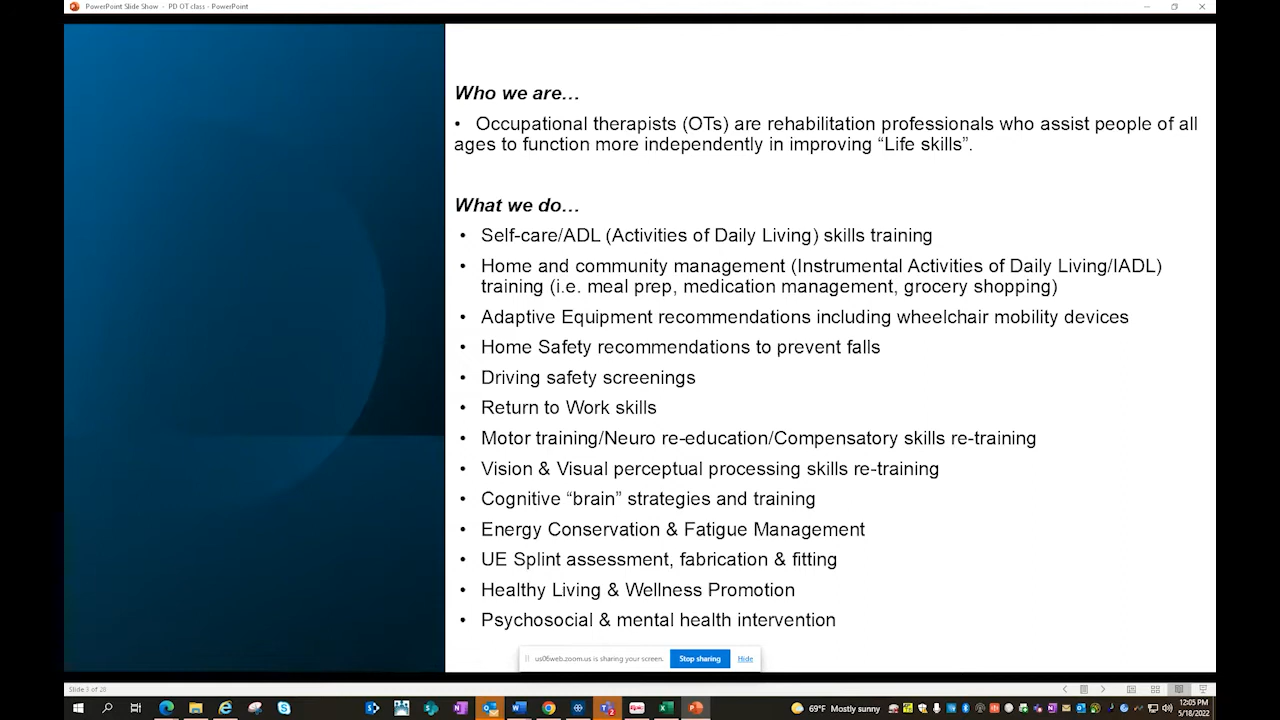 PowerPoint Slide Show - PD OT class - PowerPoint
Who we are…
• Occupational therapists (OTs) are rehabilitation professionals who assist people of all
ages to function more independently in improving “Life skills”.
What we do…
• Self-care/ADL (Activities of Daily Living) skills training
• Home and community management (Instrumental Activities of Daily Living/IADL)
training (i.e. meal prep, medication management, grocery shopping)
• Adaptive Equipment recommendations including wheelchair mobility devices
• Home Safety recommendations to prevent falls
• Driving safety screenings
• Return to Work skills
• Motor training/Neuro re-education/Compensatory skills re-training
• Vision & Visual perceptual processing skills re-training
• Cognitive “brain” strategies and training
• Energy Conservation & Fatigue Management
• UE Splint assessment, fabrication & fitting
• Healthy Living & Wellness Promotion
• Psychosocial & mental health intervention
us06web.zoom.us is sharing your screen. Stop sharing Hide
Slide 3 of 28
69°F Mostly sunny 12:05 PM
5/18/2022